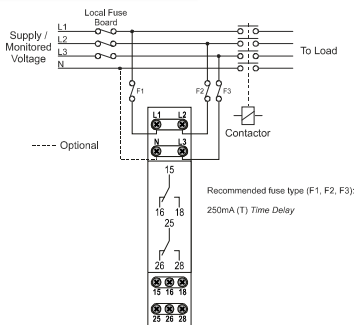 Local Fuse
Board
Supply /
Monitored
Voltage
L1
L2
L3
N
To Load
F1
F2
F3
Contactor
Optional
L1 L2
N L3
15
16 18
25
26 28
Recommended fuse type (F1, F2, F3):
250mA (T) Time Delay
15 16 18
25 26 28